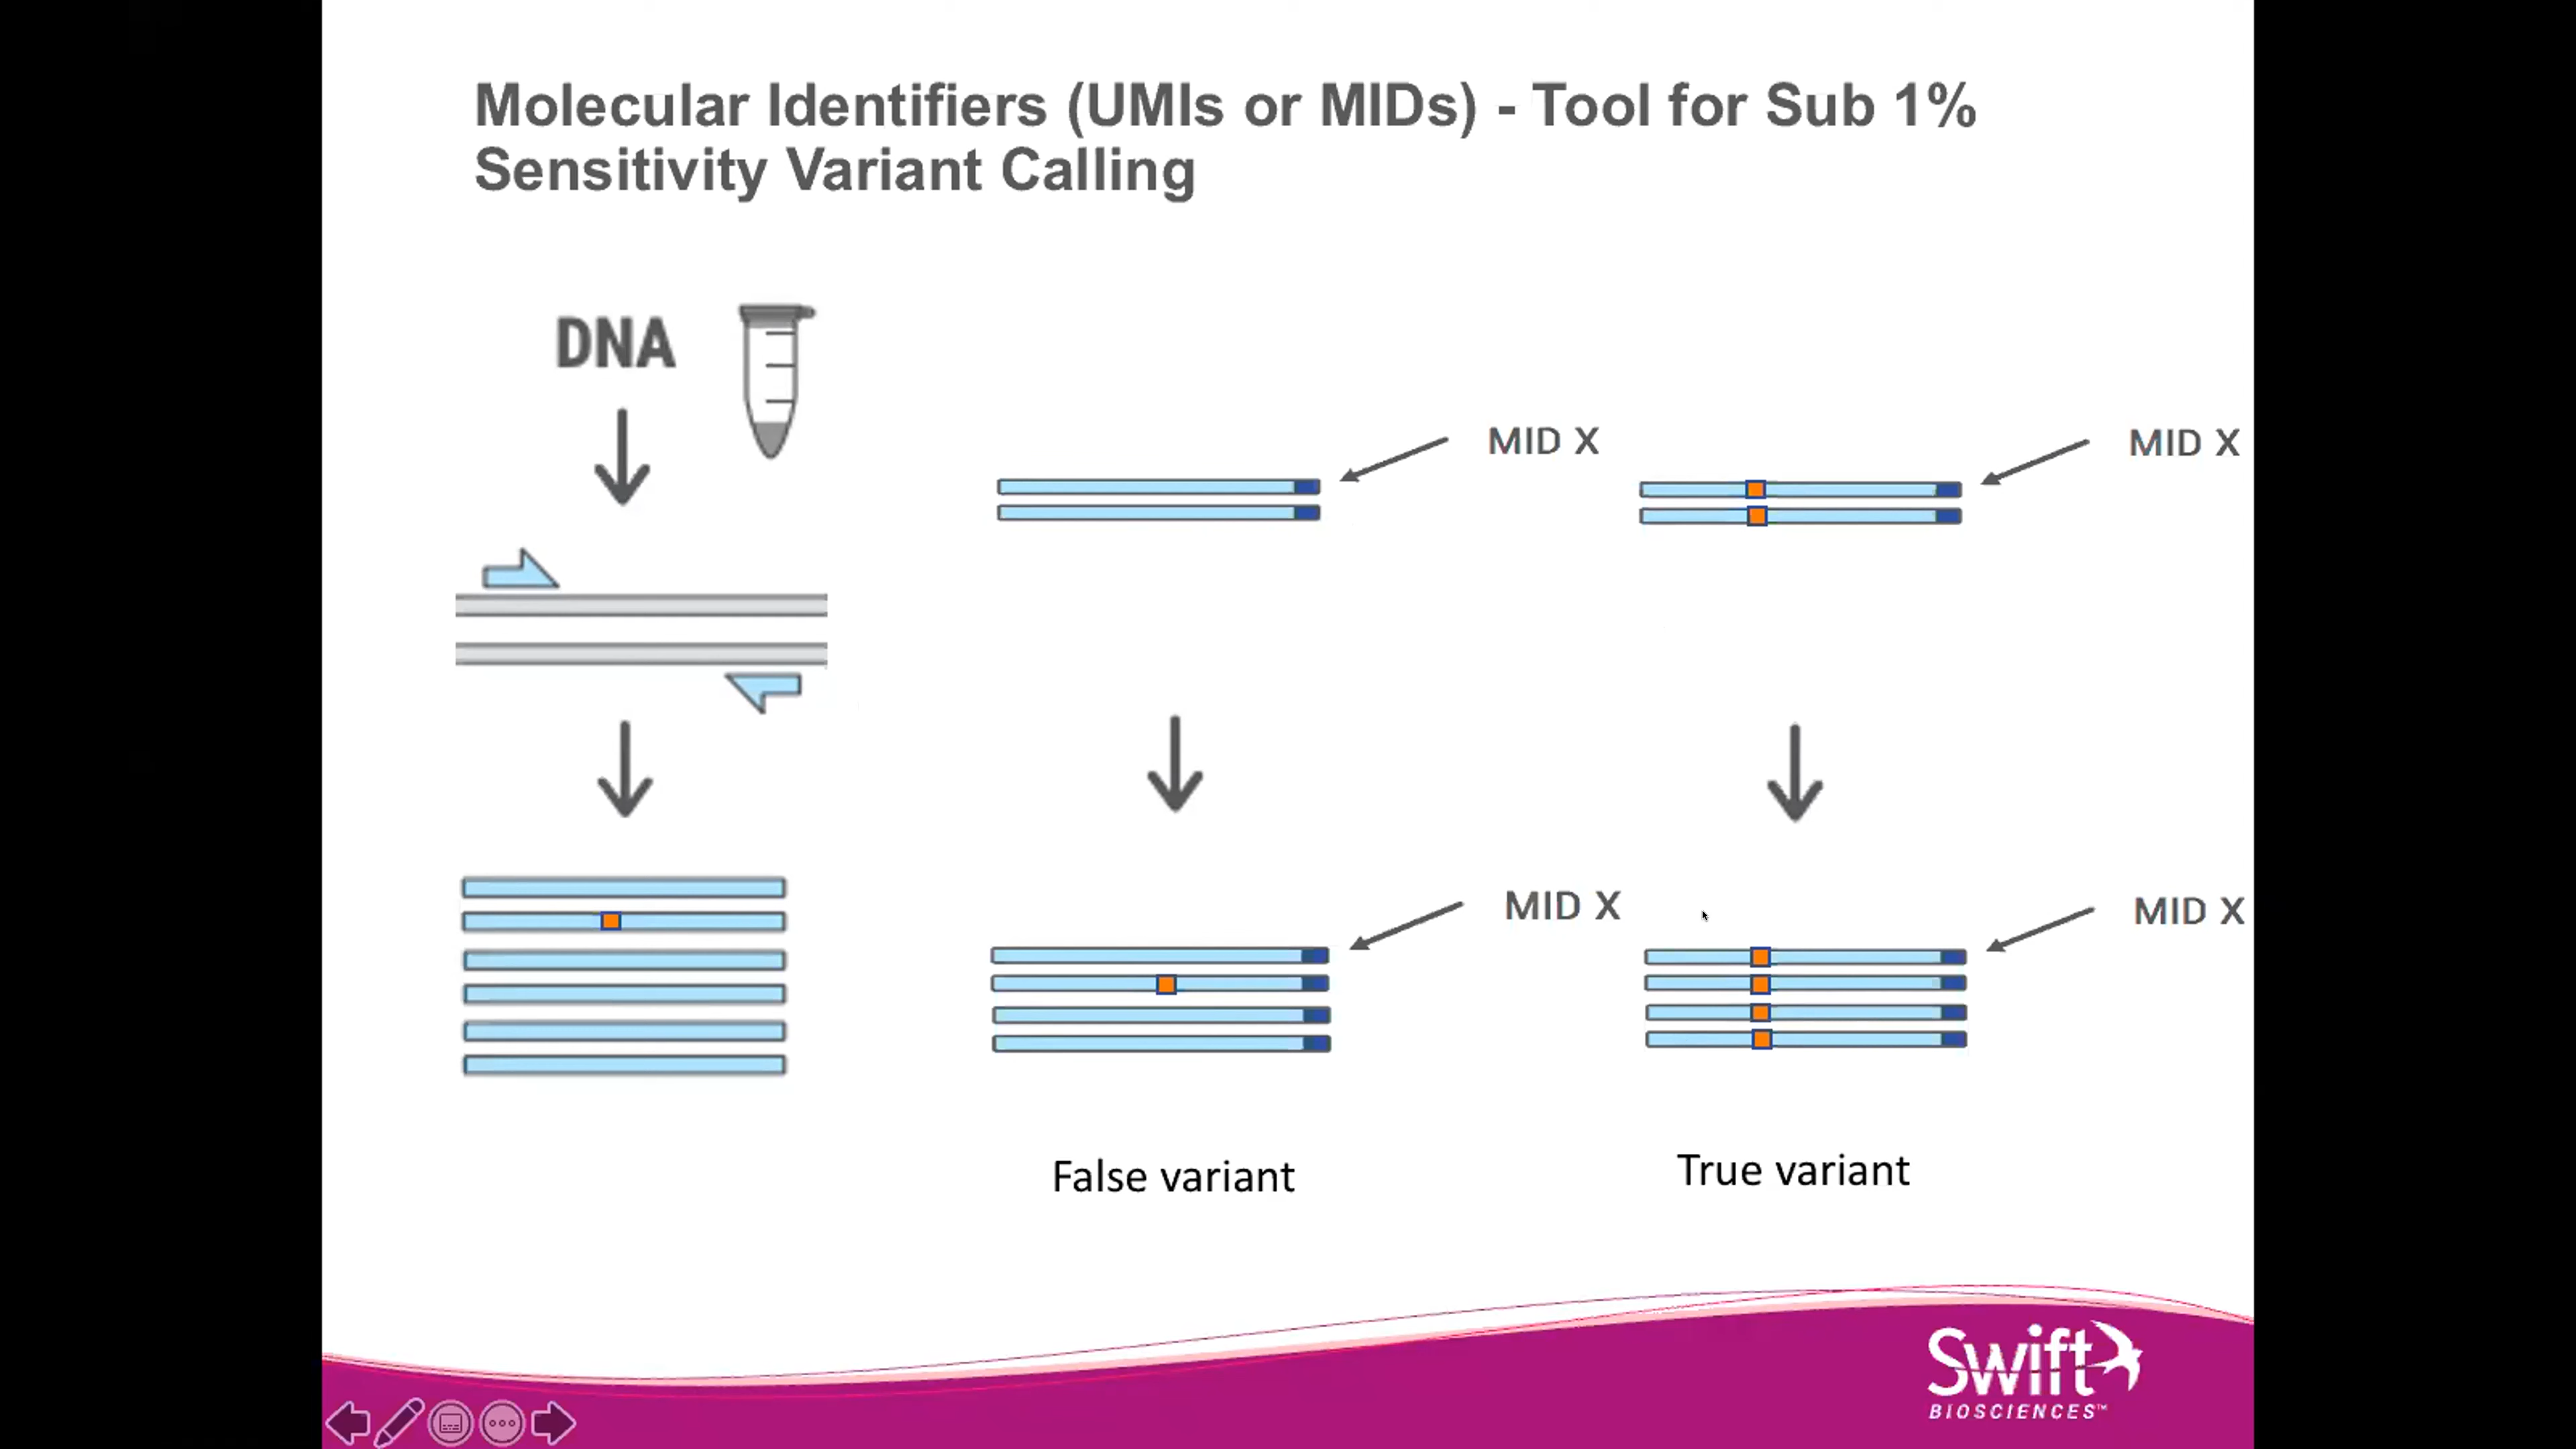 Molecular Identifiers (UMIs or MIDs) - Tool for Sub 1%
Sensitivity Variant Calling
DNA
MID X
MID X
MID X
MID X
False variant
True variant
Swift
BIOSCIENCES™